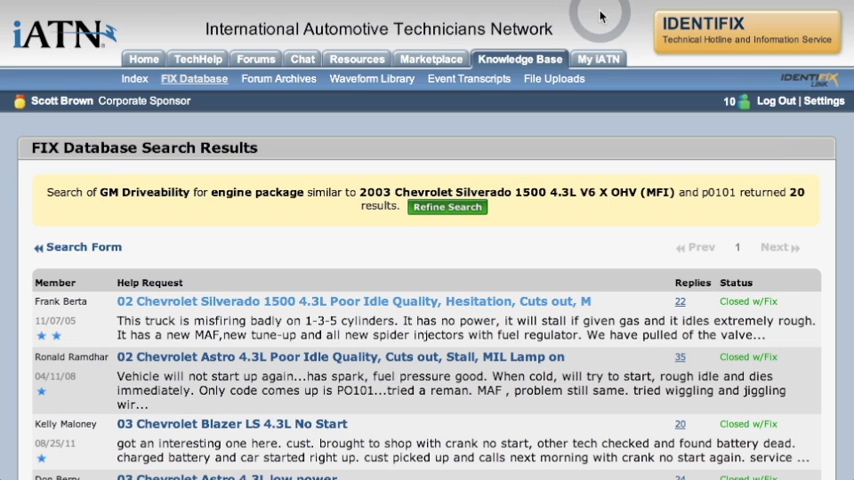 iATN
International Automotive Technicians Network
IDENTIFIX
Technical Hotline and Information Service
Home TechHelp Forums Chat Resources Marketplace Knowledge Base My iATN
Index FIX Database Forum Archives Waveform Library Event Transcripts File Uploads
IDENTIFIX
LINK
Scott Brown Corporate Sponsor 10 Log Out | Settings
FIX Database Search Results
Search of GM Driveability for engine package similar to 2003 Chevrolet Silverado 1500 4.3L V6 X OHV (MFI) and p0101 returned 20
results. Refine Search
Search Form Prev 1 Next
Member Help Request Replies Status
Frank Berta 02 Chevrolet Silverado 1500 4.3L Poor Idle Quality, Hesitation, Cuts out, M 22 Closed w/Fix
11/07/05 This truck is misfiring badly on 1-3-5 cylinders. It has no power, it will stall if given gas and it idles extremely rough.
It has a new MAF,new tune-up and all new spider injectors with fuel regulator. We have pulled of the valve...
Ronald Ramdhar 02 Chevrolet Astro 4.3L Poor Idle Quality, Cuts out, Stall, MIL Lamp on 35 Closed w/Fix
04/11/08 Vehicle will not start up again...has spark, fuel pressure good. When cold, will try to start, rough idle and dies
immediately. Only code comes up is PO101...tried a reman. MAF , problem still same. tried wiggling and jiggling
wir...
Kelly Maloney 03 Chevrolet Blazer LS 4.3L No Start 20 Closed w/Fix
08/25/11 got an interesting one here. cust. brought to shop with crank no start, other tech checked and found battery dead.
charged battery and car started right up. cust picked up and calls next morning with crank no start again. service ...
Don Berry 03 Chevrolet Astro 4.3L low power 24 Closed w/Fix